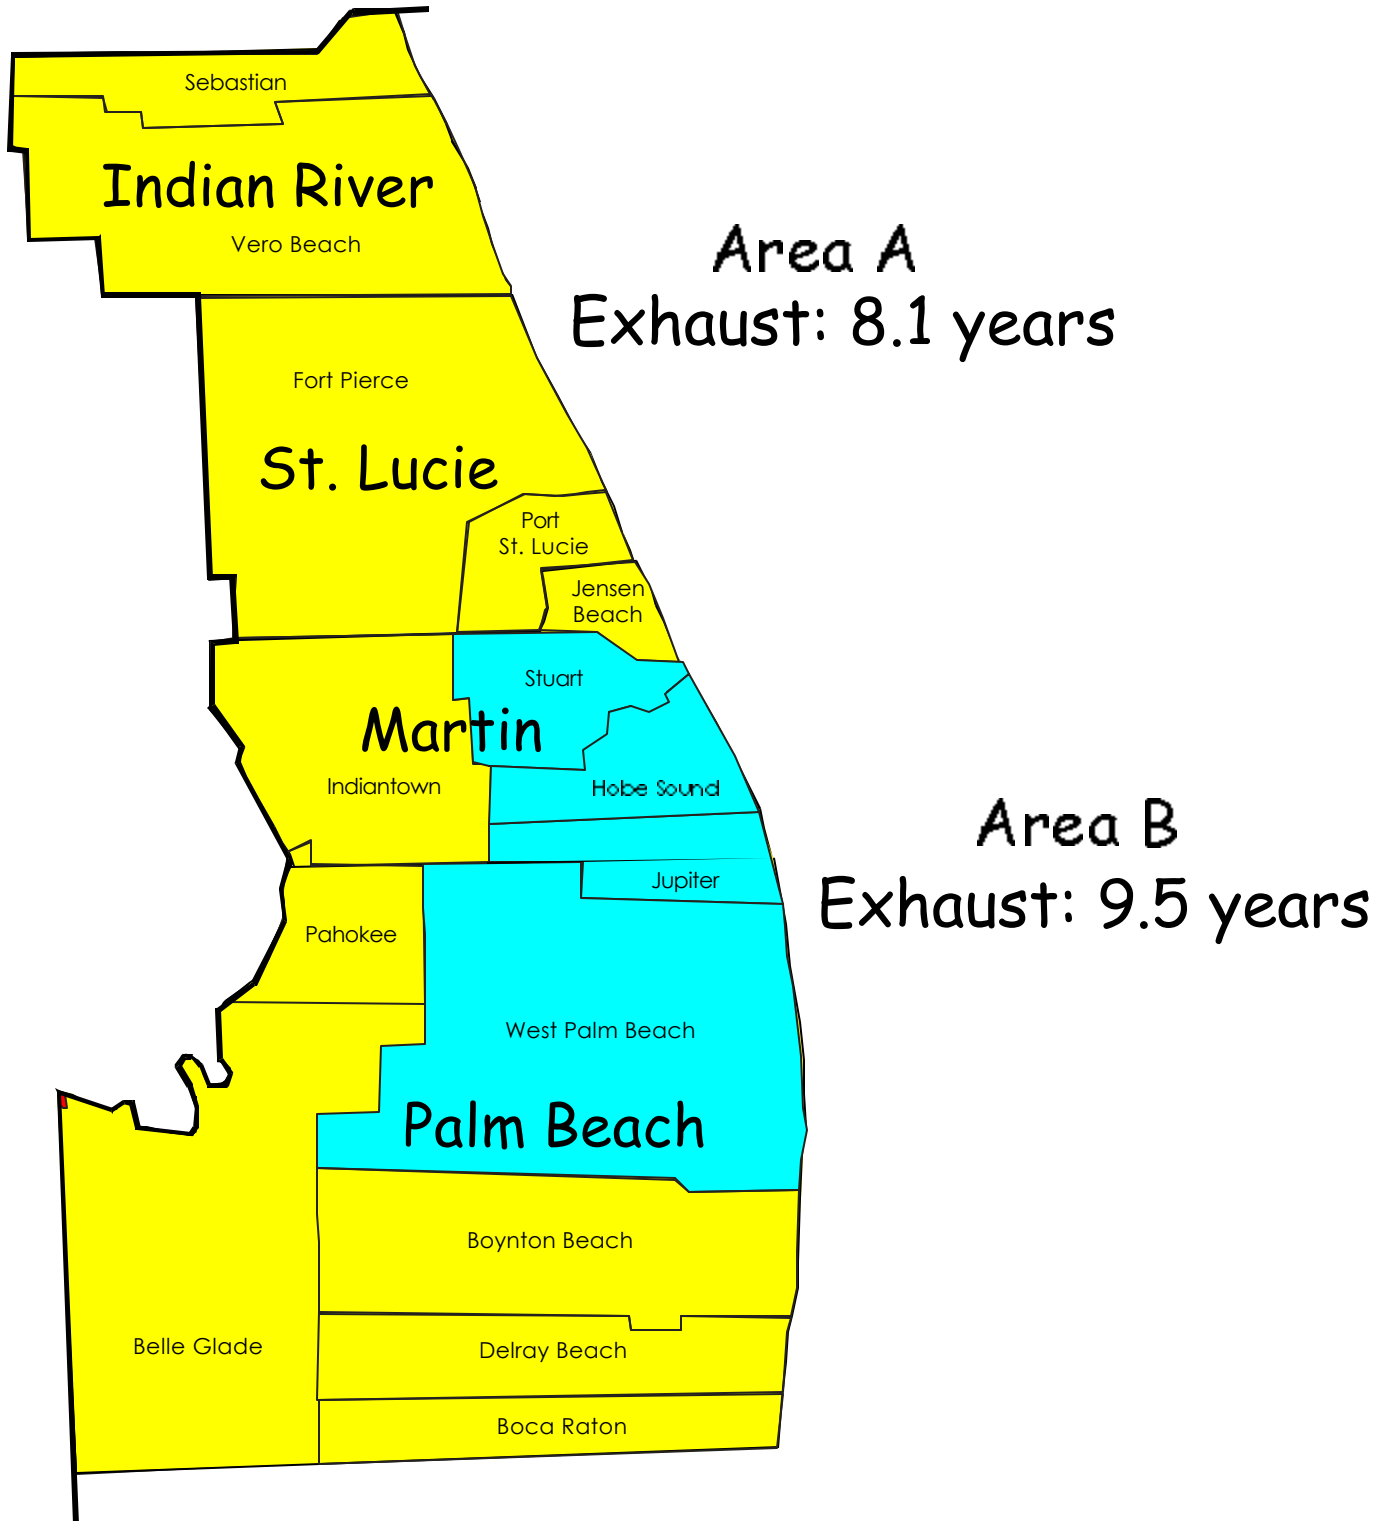 Sebastian
Indian River
Vero Beach
Area A
Exhaust: 8.1 years
Fort Pierce
St. Lucie
Port
St. Lucie
Jensen
Beach
Stuart
Martin
Indiantown
Hobe Sound
Area B
Exhaust: 9.5 years
Jupiter
Pahokee
West Palm Beach
Palm Beach
Boynton Beach
Belle Glade
Delray Beach
Boca Raton